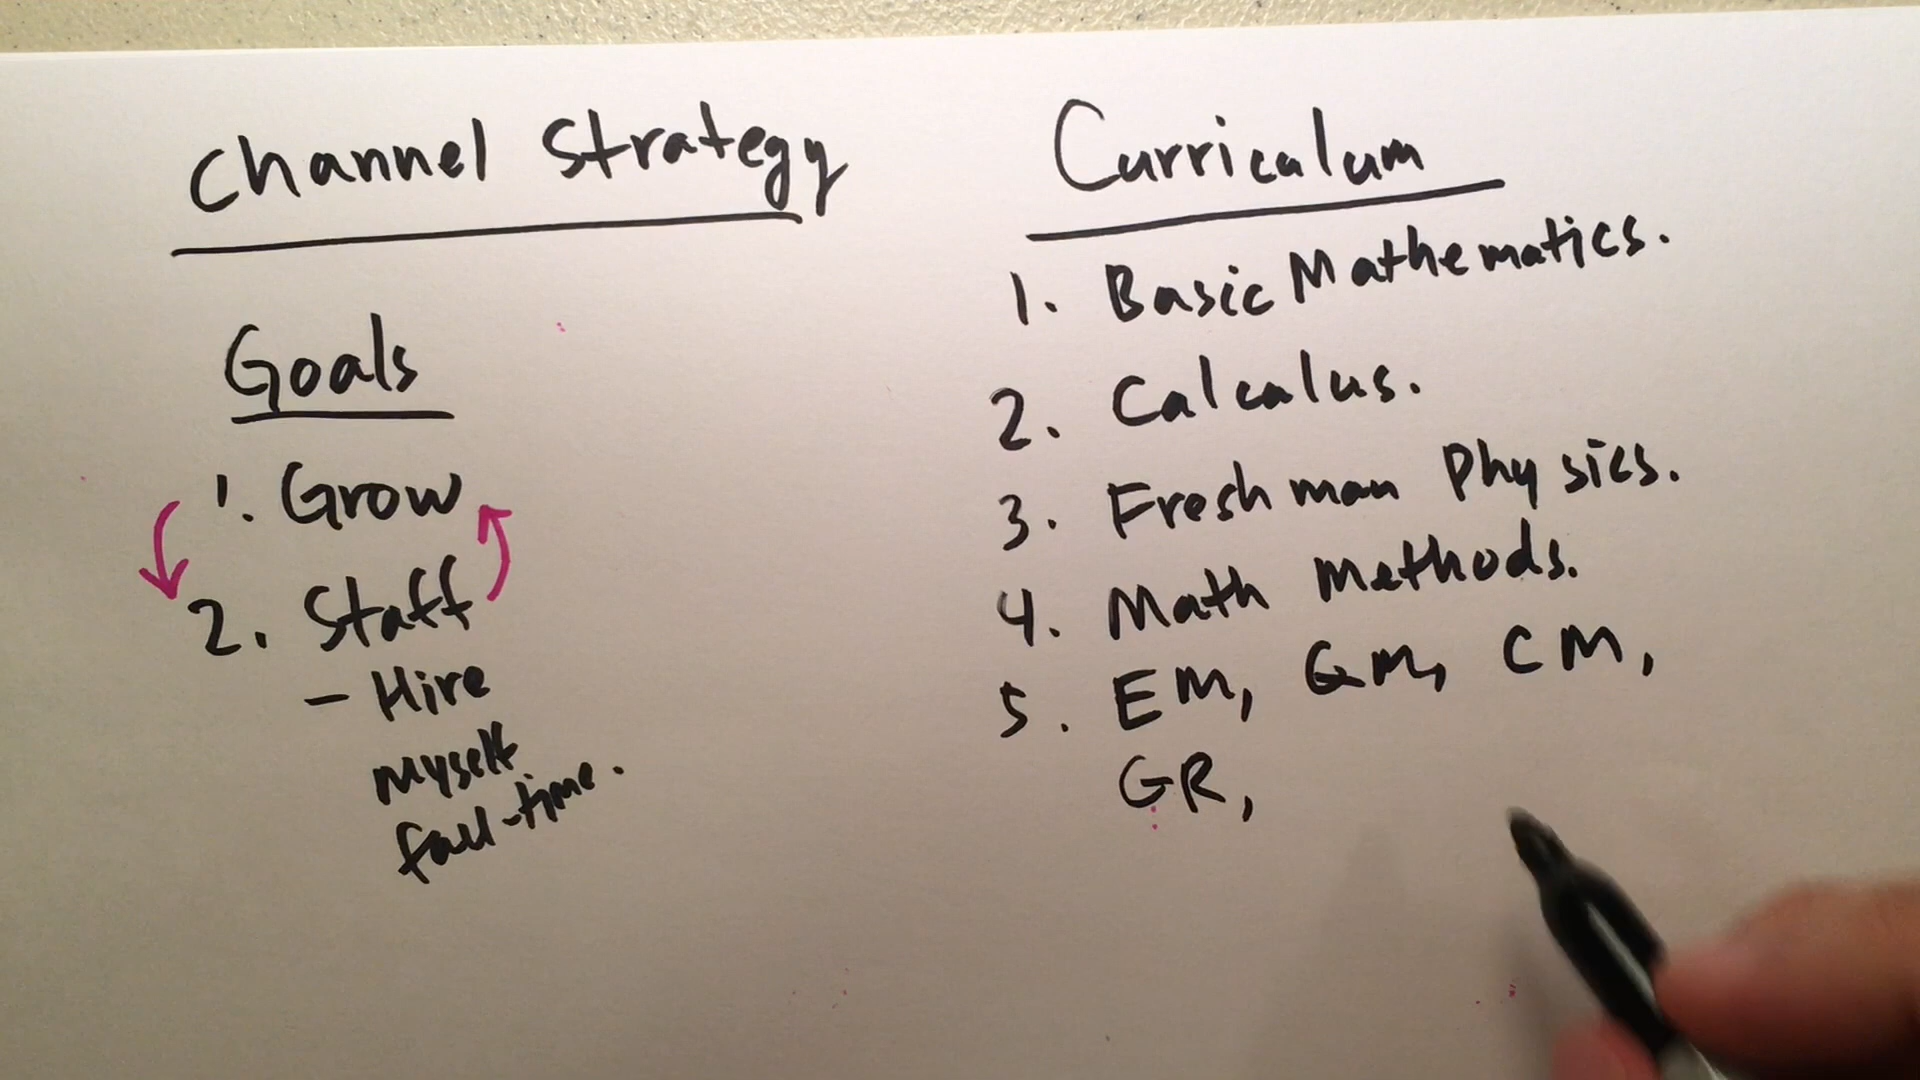 Channel Strategy
Goals
1. Grow
2. Staff
- Hire
myself
full-time.
Curriculum
1. Basic Mathematics.
2. Calculus.
3. Freshman Physics.
4. Math Methods.
5. EM, QM, CM,
GR,